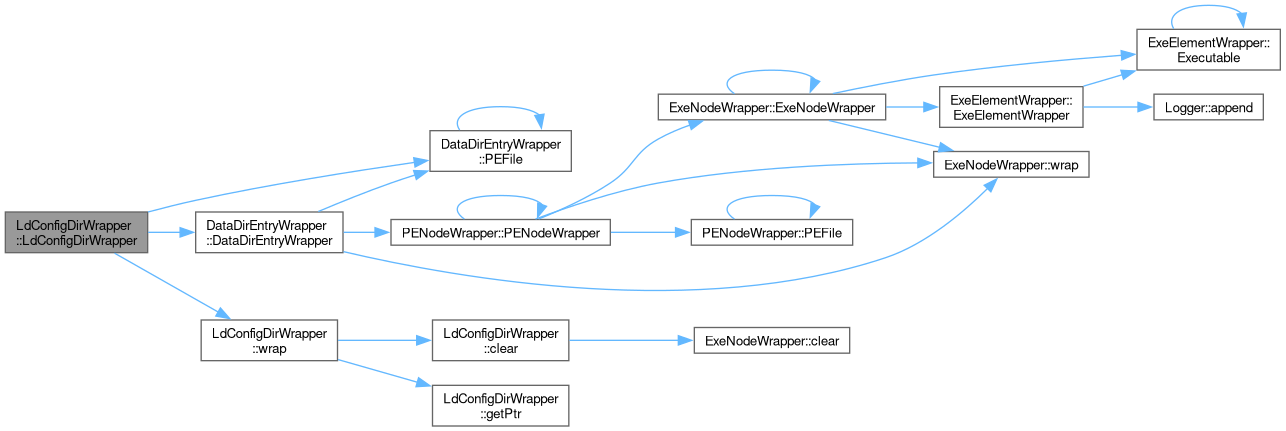 LdConfigDirWrapper
::LdConfigDirWrapper
DataDirEntryWrapper
::PEFile
DataDirEntryWrapper
::DataDirEntryWrapper
PENodeWrapper::PENodeWrapper
ExeNodeWrapper::ExeNodeWrapper
ExeElementWrapper::
Executable
ExeElementWrapper::
ExeElementWrapper
Logger::append
ExeNodeWrapper::wrap
PENodeWrapper::PEFile
LdConfigDirWrapper
::wrap
LdConfigDirWrapper
::clear
ExeNodeWrapper::clear
LdConfigDirWrapper
::getPtr